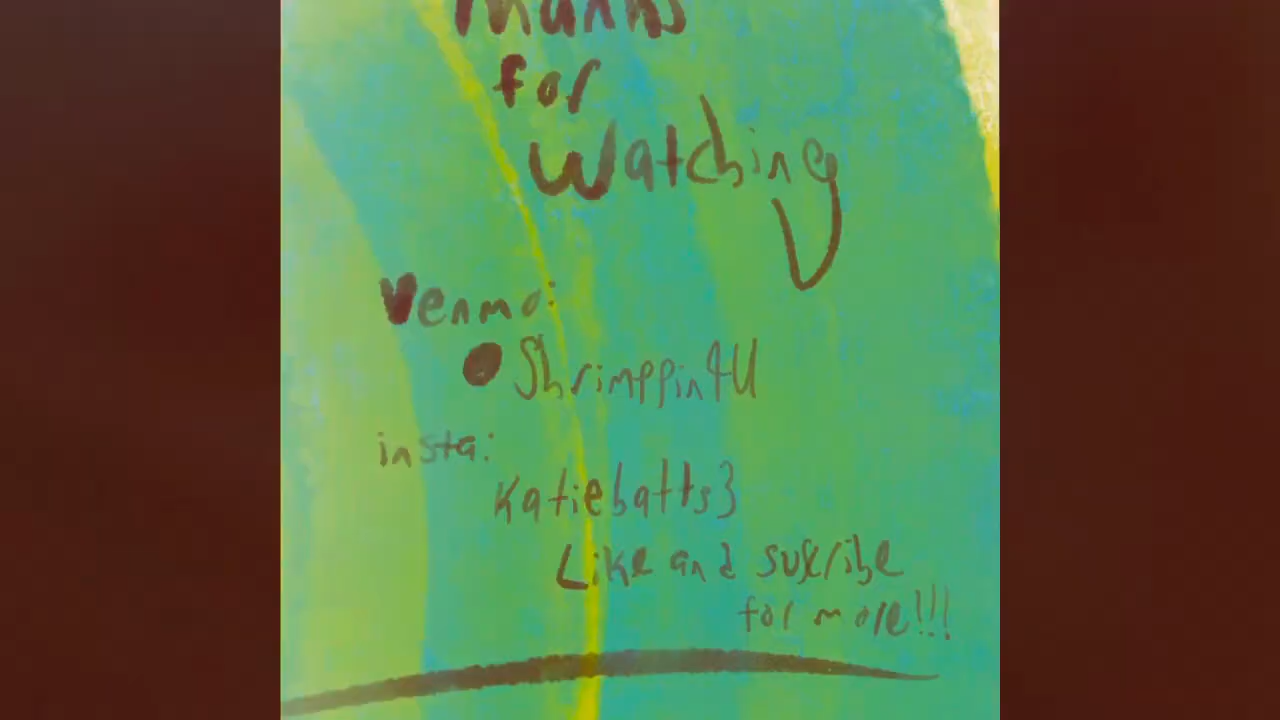 Thanks
for
Watching
Venmo:
Shrimppin4U
insta:
Katiebatts3
Like and suscribe
for more!!!